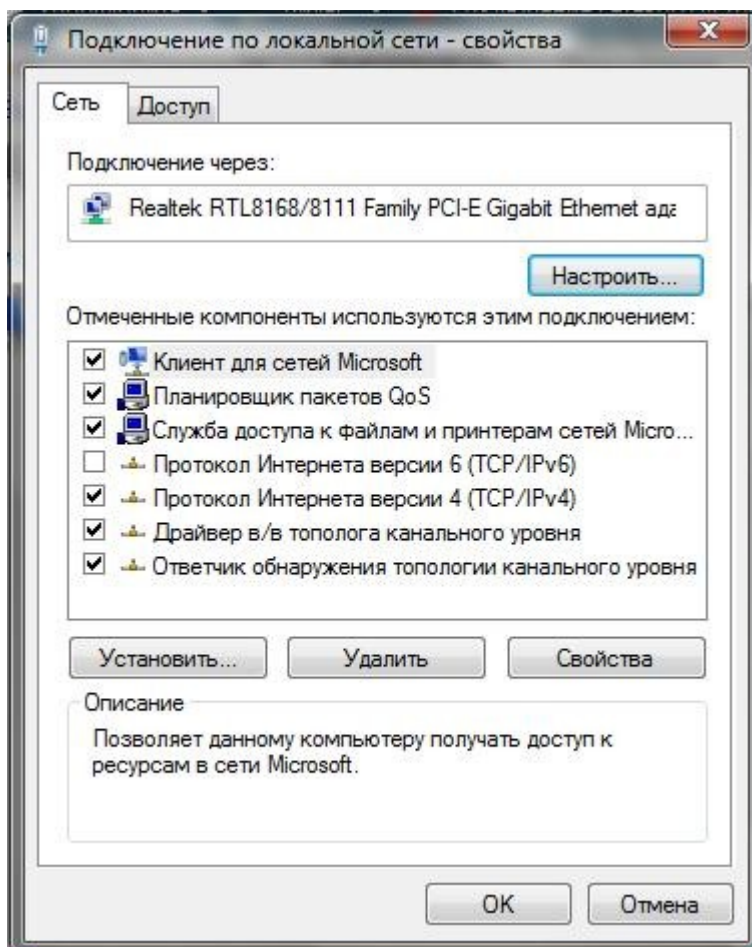 Подключение по локальной сети - свойства
Сеть
Доступ
Подключение через:
Realtek RTL8168/8111 Family PCI-E Gigabit Ethernet ада
Настроить...
Отмеченные компоненты используются этим подключением:
Клиент для сетей Microsoft
Планировщик пакетов QoS
Служба доступа к файлам и принтерам сетей Micro...
Протокол Интернета версии 6 (TCP/IPv6)
Протокол Интернета версии 4 (TCP/IPv4)
Драйвер в/в тополога канального уровня
Ответчик обнаружения топологии канального уровня
Установить...
Удалить
Свойства
Описание
Позволяет данному компьютеру получать доступ к
ресурсам в сети Microsoft.
OK
Отмена